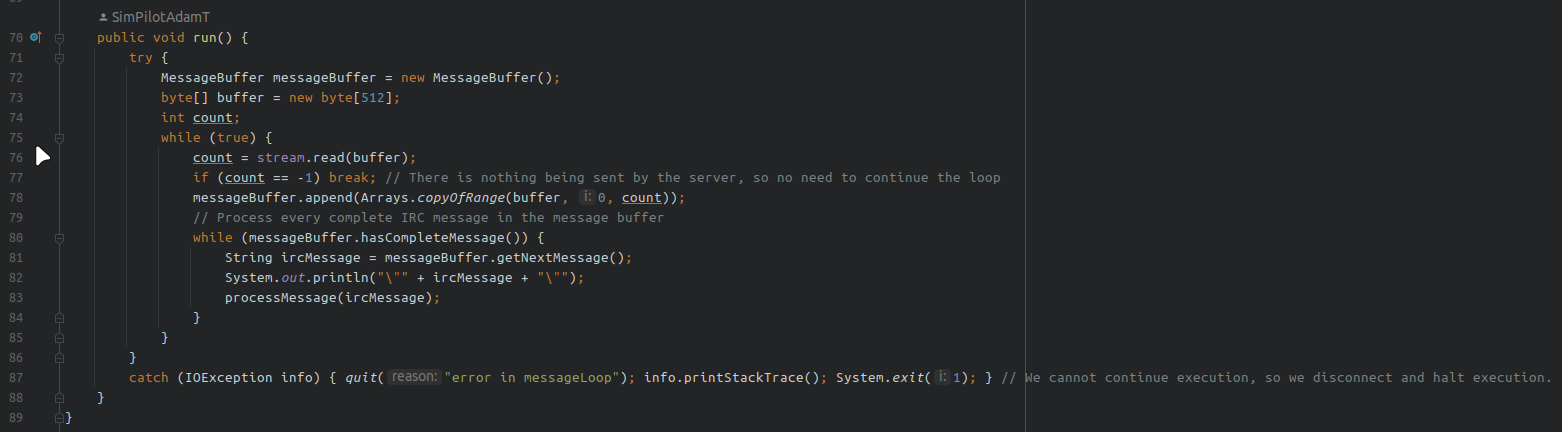 SimPilotAdamT
70 public void run() {
71 try {
72 MessageBuffer messageBuffer = new MessageBuffer();
73 byte[] buffer = new byte[512];
74 int count;
75 while (true) {
76 count = stream.read(buffer);
77 if (count == -1) break; // There is nothing being sent by the server, so no need to continue the loop
78 messageBuffer.append(Arrays.copyOfRange(buffer, i: 0, count));
79 // Process every complete IRC message in the message buffer
80 while (messageBuffer.hasCompleteMessage()) {
81 String ircMessage = messageBuffer.getNextMessage();
82 System.out.println("\"" + ircMessage + "\"");
83 processMessage(ircMessage);
84 }
85 }
86 }
87 catch (IOException info) { quit( reason: "error in messageLoop"); info.printStackTrace(); System.exit( i: 1); } // We cannot continue execution, so we disconnect and halt execution.
88 }
89 }